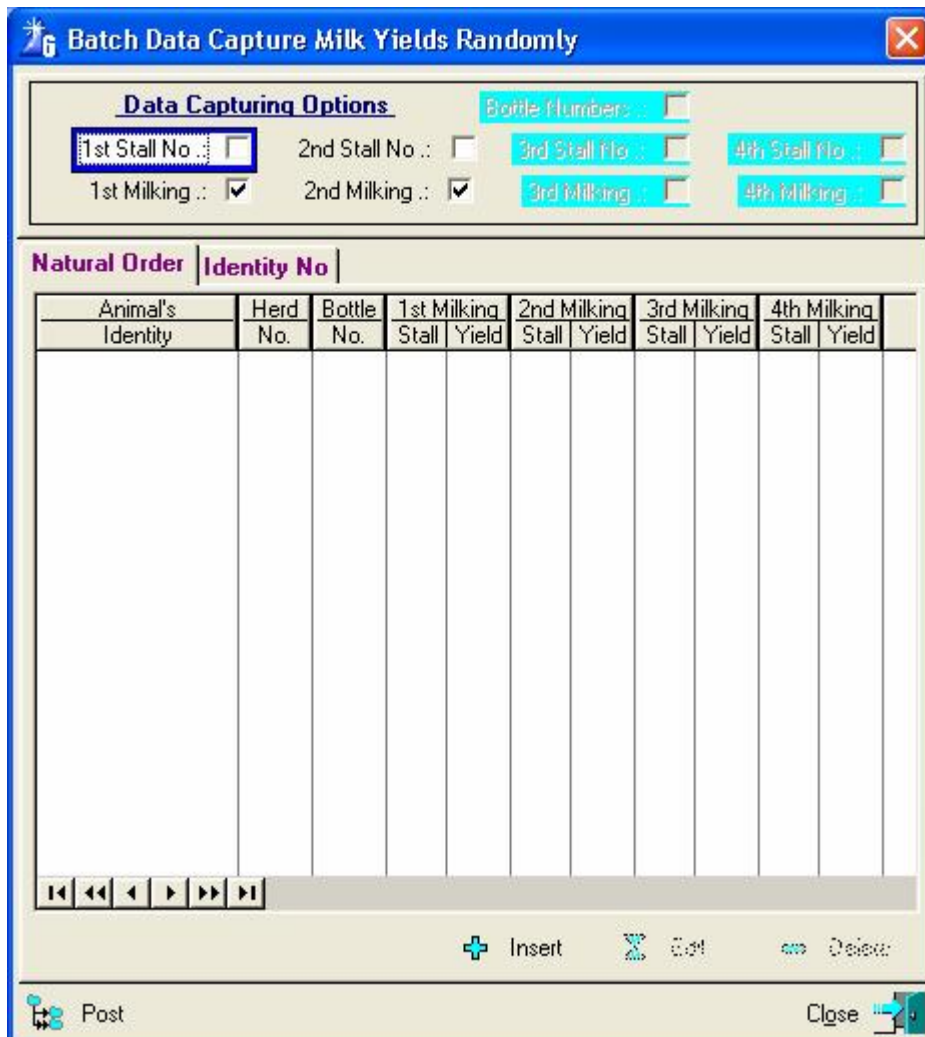 Batch Data Capture Milk Yields Randomly
Data Capturing Options Bottle Numbers .:
1st Stall No .: 2nd Stall No .: 3rd Stall No .: 4th Stall No .:
1st Milking .: 2nd Milking .: 3rd Milking .: 4th Milking .:
Natural Order Identity No
Animal's Herd Bottle 1st Milking 2nd Milking 3rd Milking 4th Milking
Identity No. No. Stall Yield Stall Yield Stall Yield Stall Yield
Insert Edit Delete
Post Close